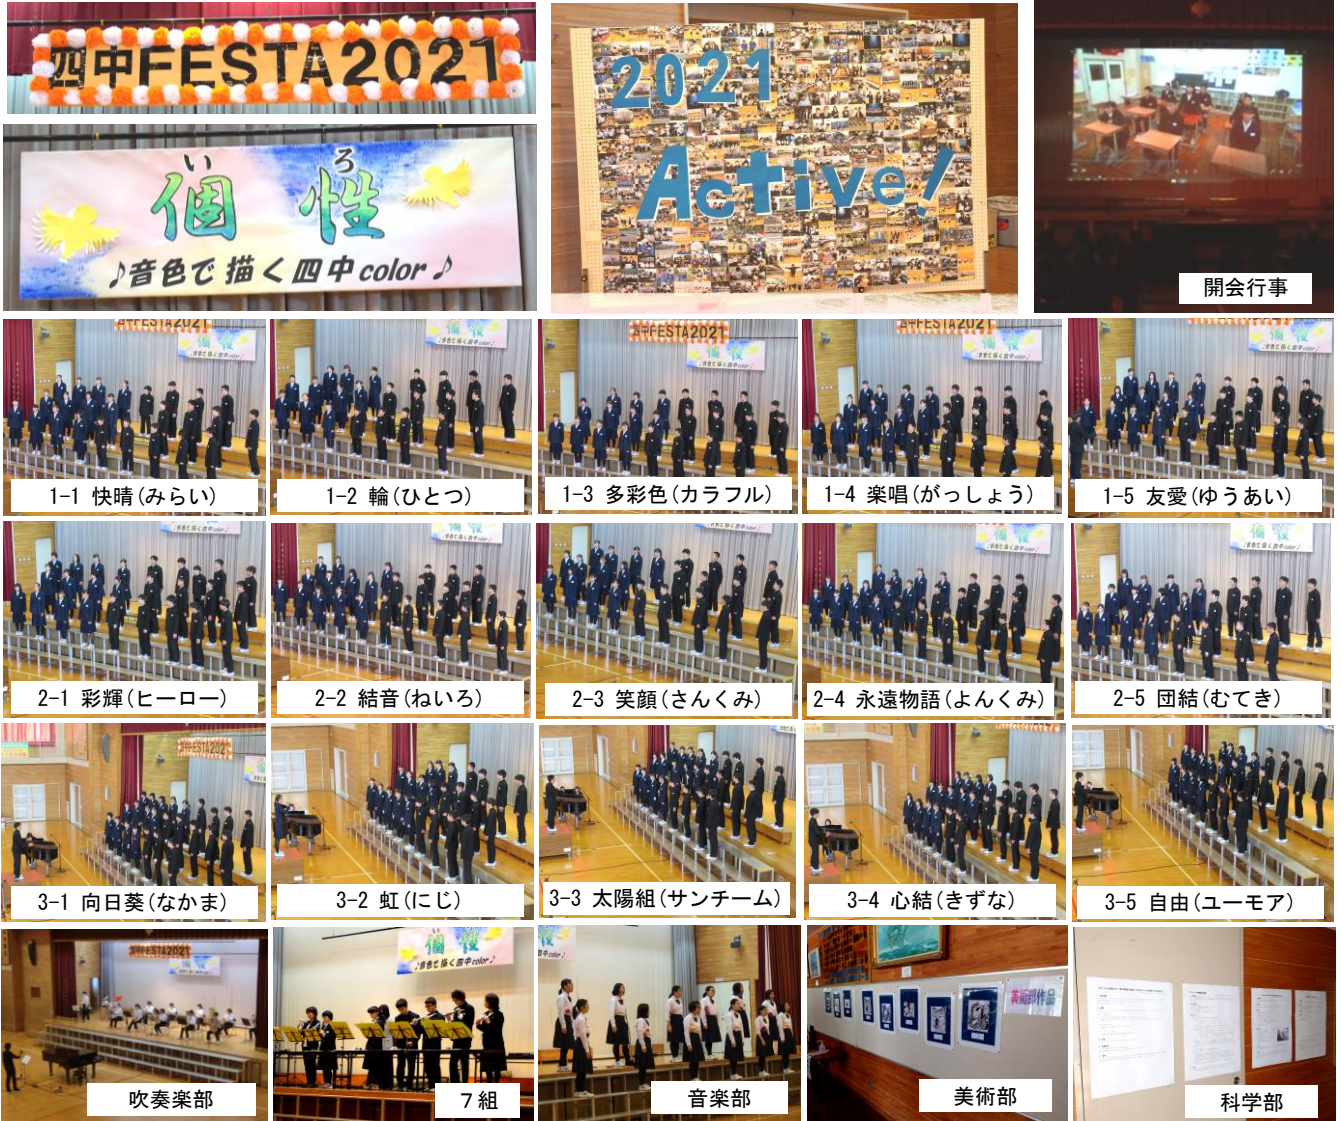 四中FESTA2021
い ろ
個 性
♪音色で描く四中color♪
2021
Active!
開会行事
1-1 快晴(みらい)
1-2 輪(ひとつ)
1-3 多彩色(カラフル)
1-4 楽唱(がっしょう)
1-5 友愛(ゆうあい)
2-1 彩輝(ヒーロー)
2-2 結音(ねいろ)
2-3 笑顔(さんくみ)
2-4 永遠物語(よんくみ)
2-5 団結(むてき)
3-1 向日葵(なかま)
3-2 虹(にじ)
3-3 太陽組(サンチーム)
3-4 心結(きずな)
3-5 自由(ユーモア)
吹奏楽部
7組
音楽部
美術部作品
美術部
科学部